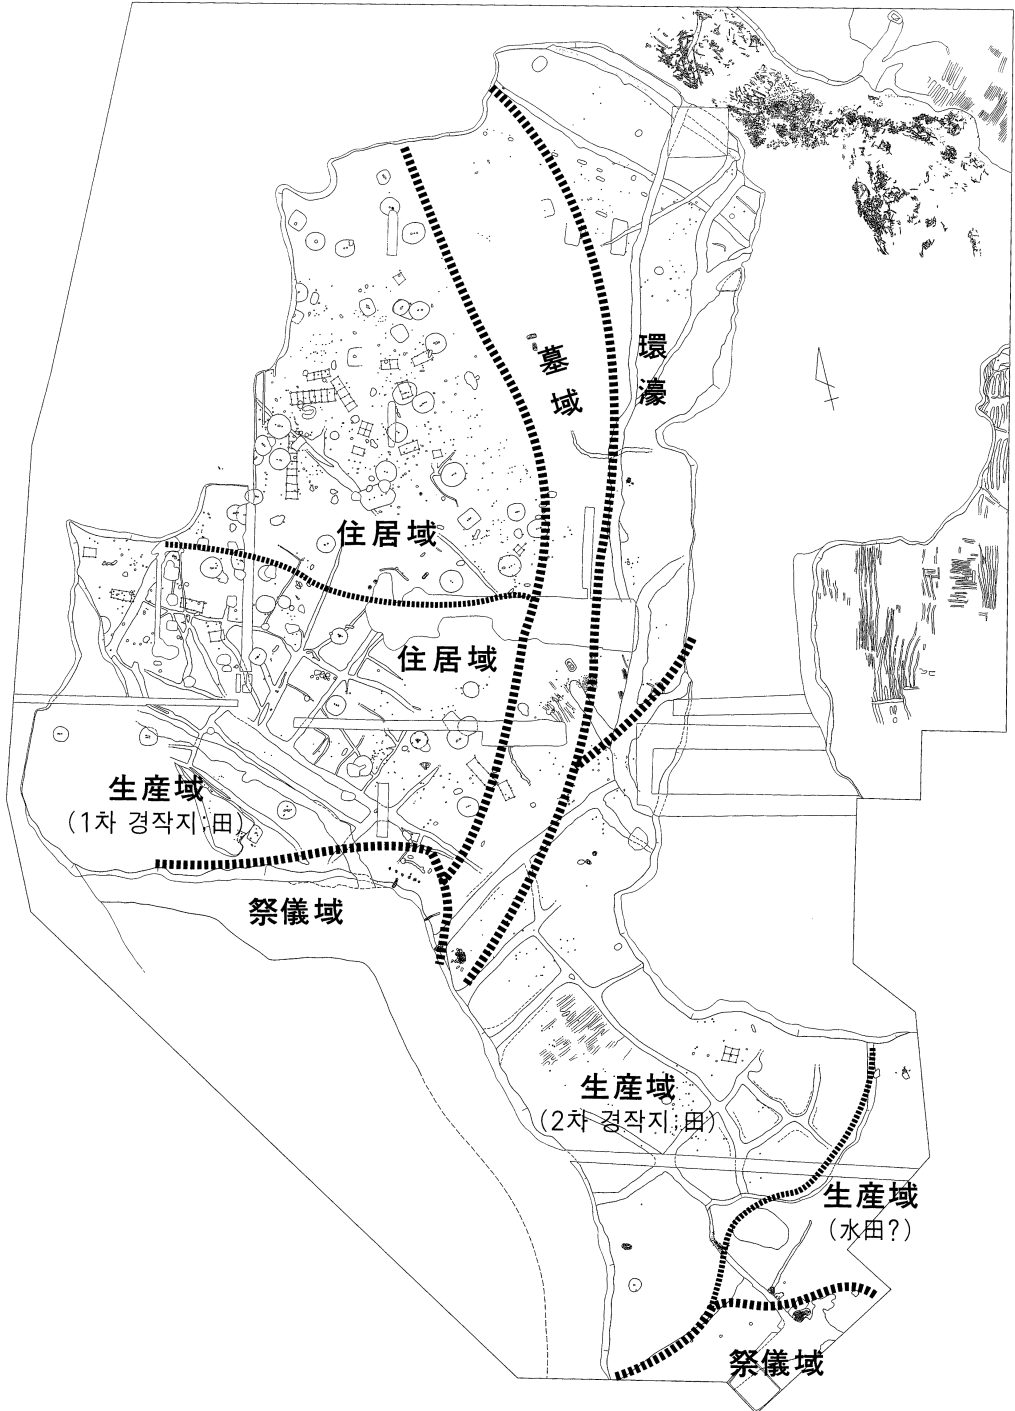 環
濠
墓
域
住居域
住居域
生産域
(1차 경작지;田)
祭儀域
生産域
(2차 경작지;田)
生産域
(水田?)
祭儀域